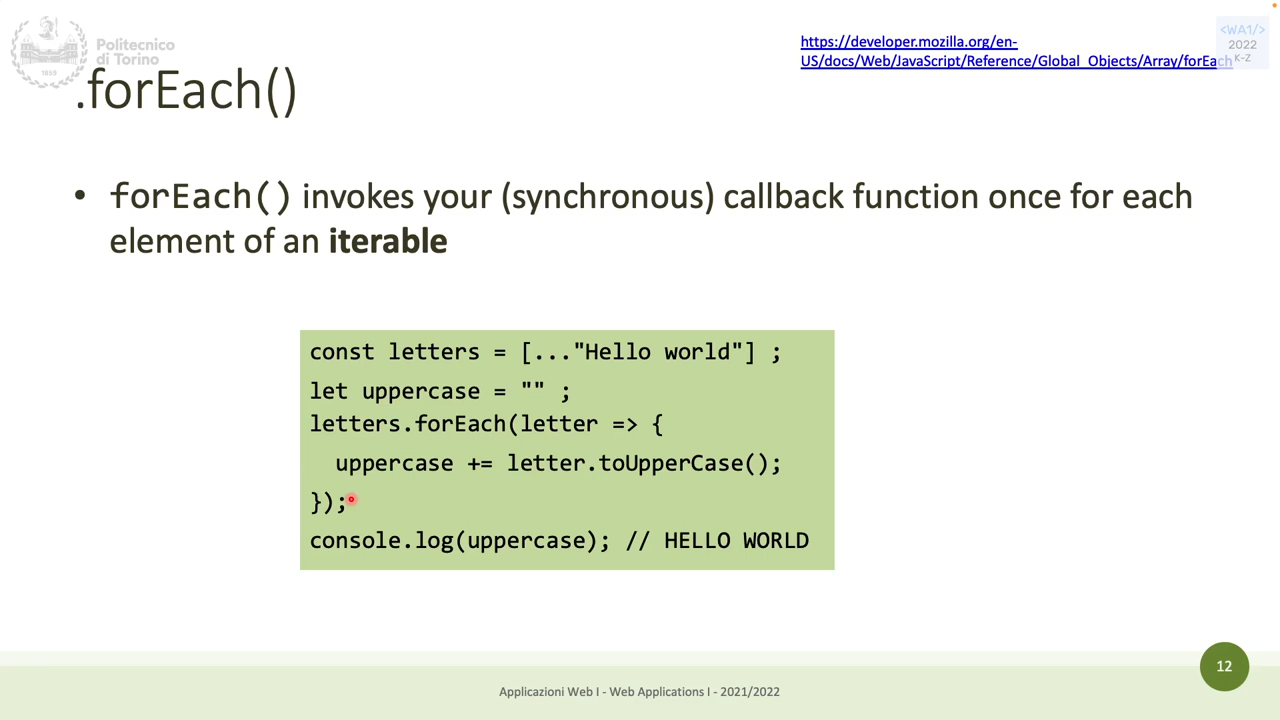 Politecnico
di Torino
1859
https://developer.mozilla.org/en-
US/docs/Web/JavaScript/Reference/Global_Objects/Array/forEach
<WA1/>
2022
K-Z
.forEach()
• forEach() invokes your (synchronous) callback function once for each
element of an iterable
const letters = [..."Hello world"] ;
let uppercase = "" ;
letters.forEach(letter => {
uppercase += letter.toUpperCase();
});
console.log(uppercase); // HELLO WORLD
12
Applicazioni Web I - Web Applications I - 2021/2022